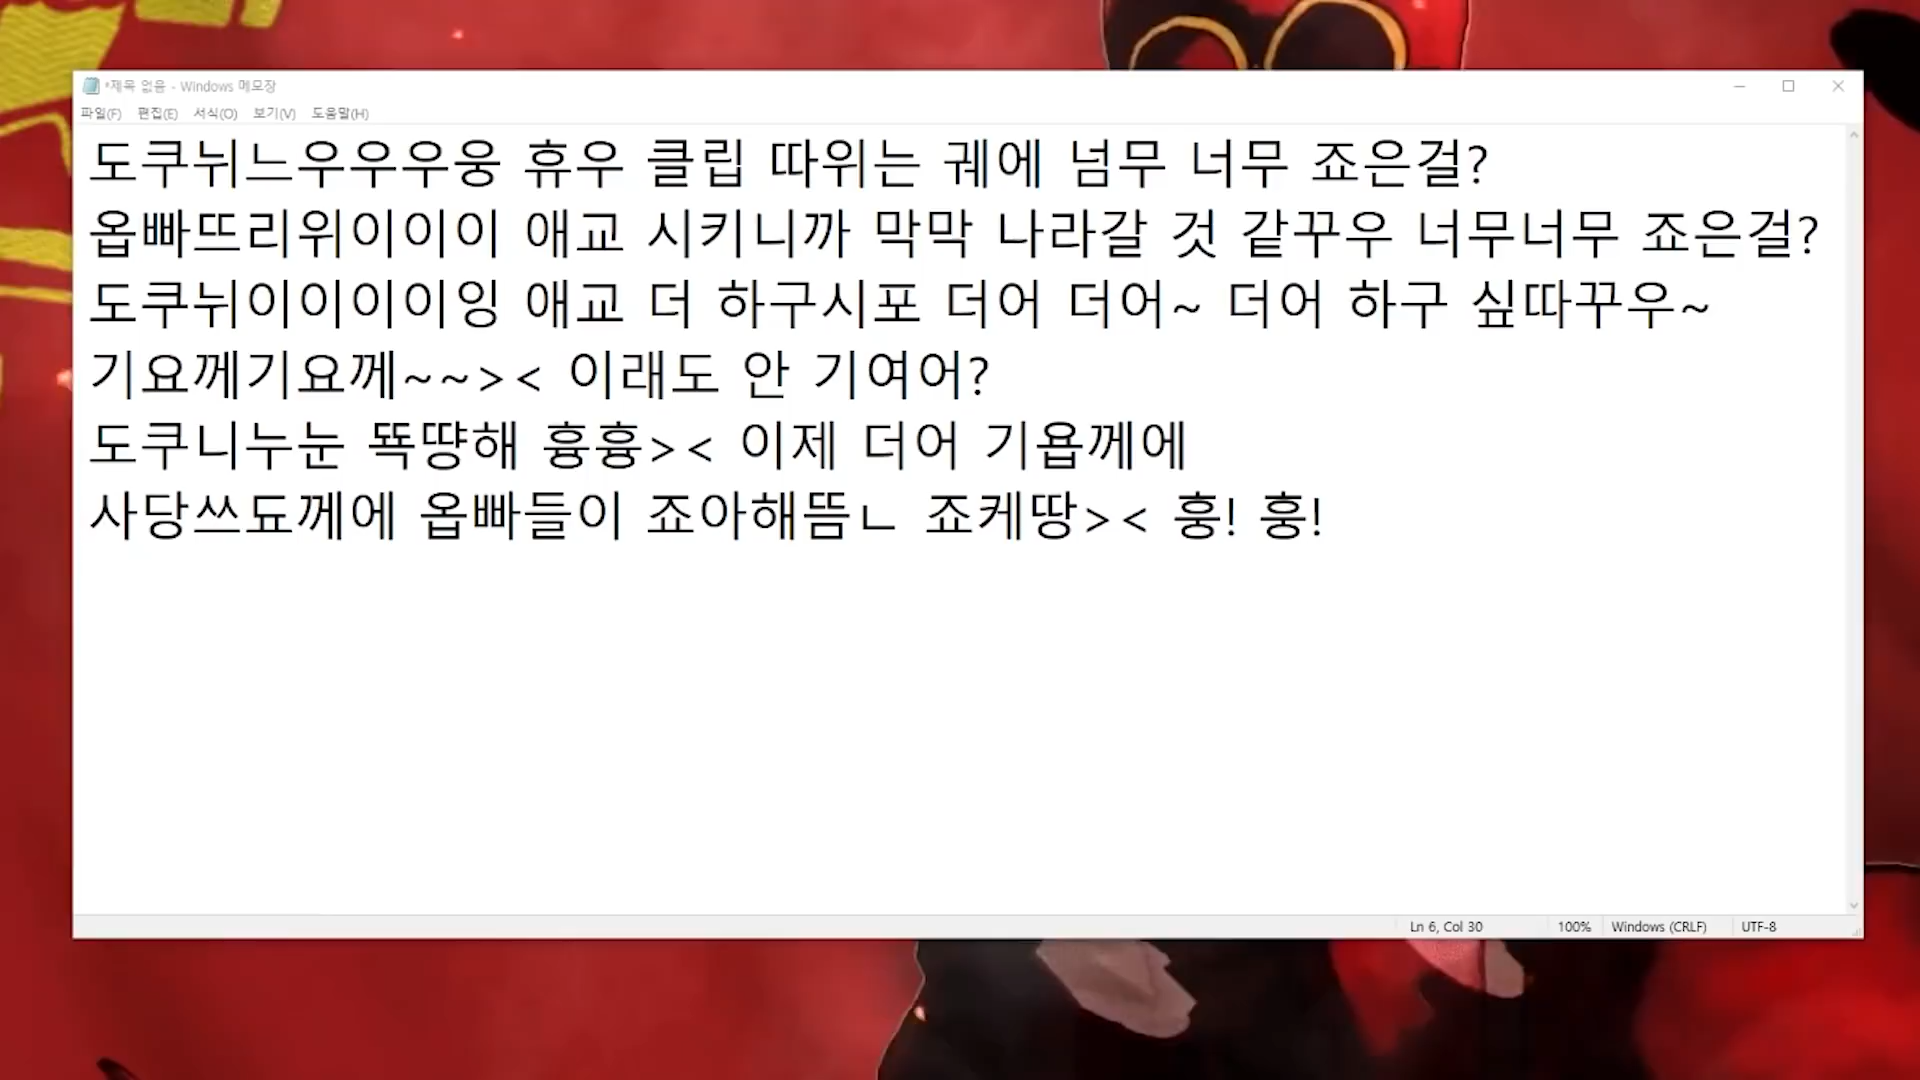 *제목 없음 - Windows 메모장
파일(F) 편집(E) 서식(O) 보기(V) 도움말(H)
도쿠뉘느우우우웅 휴우 클립 따위는 궤에 넘무 너무 죠은걸?
옵빠뜨리위이이이 애교 시키니까 막막 나라갈 것 같꾸우 너무너무 죠은걸?
도쿠뉘이이이이잉 애교 더 하구시포 더어 더어~ 더어 하구 싶따꾸우~
기요께기요께~~>< 이래도 안 기여어?
도쿠니누눈 뚁땽해 흉흉>< 이제 더어 기욥께에
사당쓰됴께에 옵빠들이 죠아해뜸ㄴ 죠케땅>< 흥! 흥!
Ln 6, Col 30 100% Windows (CRLF) UTF-8